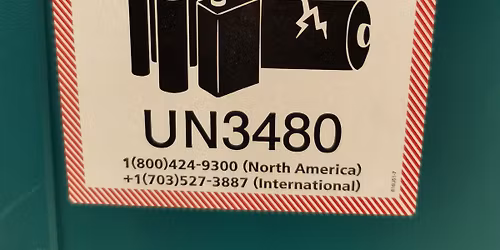 UN3480
1(800)424-9300 (North America)
+1(703)527-3887 (International)